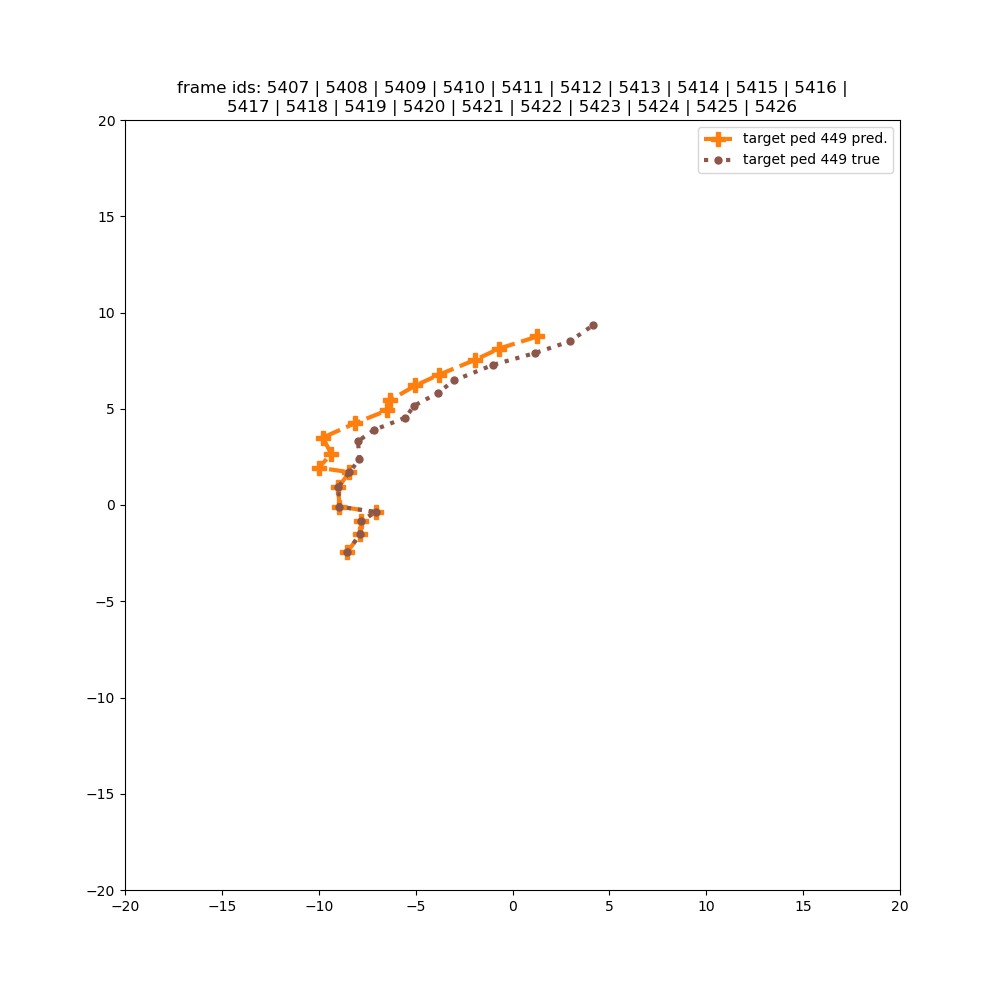 frame ids: 5407 | 5408 | 5409 | 5410 | 5411 | 5412 | 5413 | 5414 | 5415 | 5416 |
5417 | 5418 | 5419 | 5420 | 5421 | 5422 | 5423 | 5424 | 5425 | 5426
target ped 449 pred.
target ped 449 true
20
15
10
5
0
−5
−10
−15
−20
−20 −15 −10 −5 0 5 10 15 20